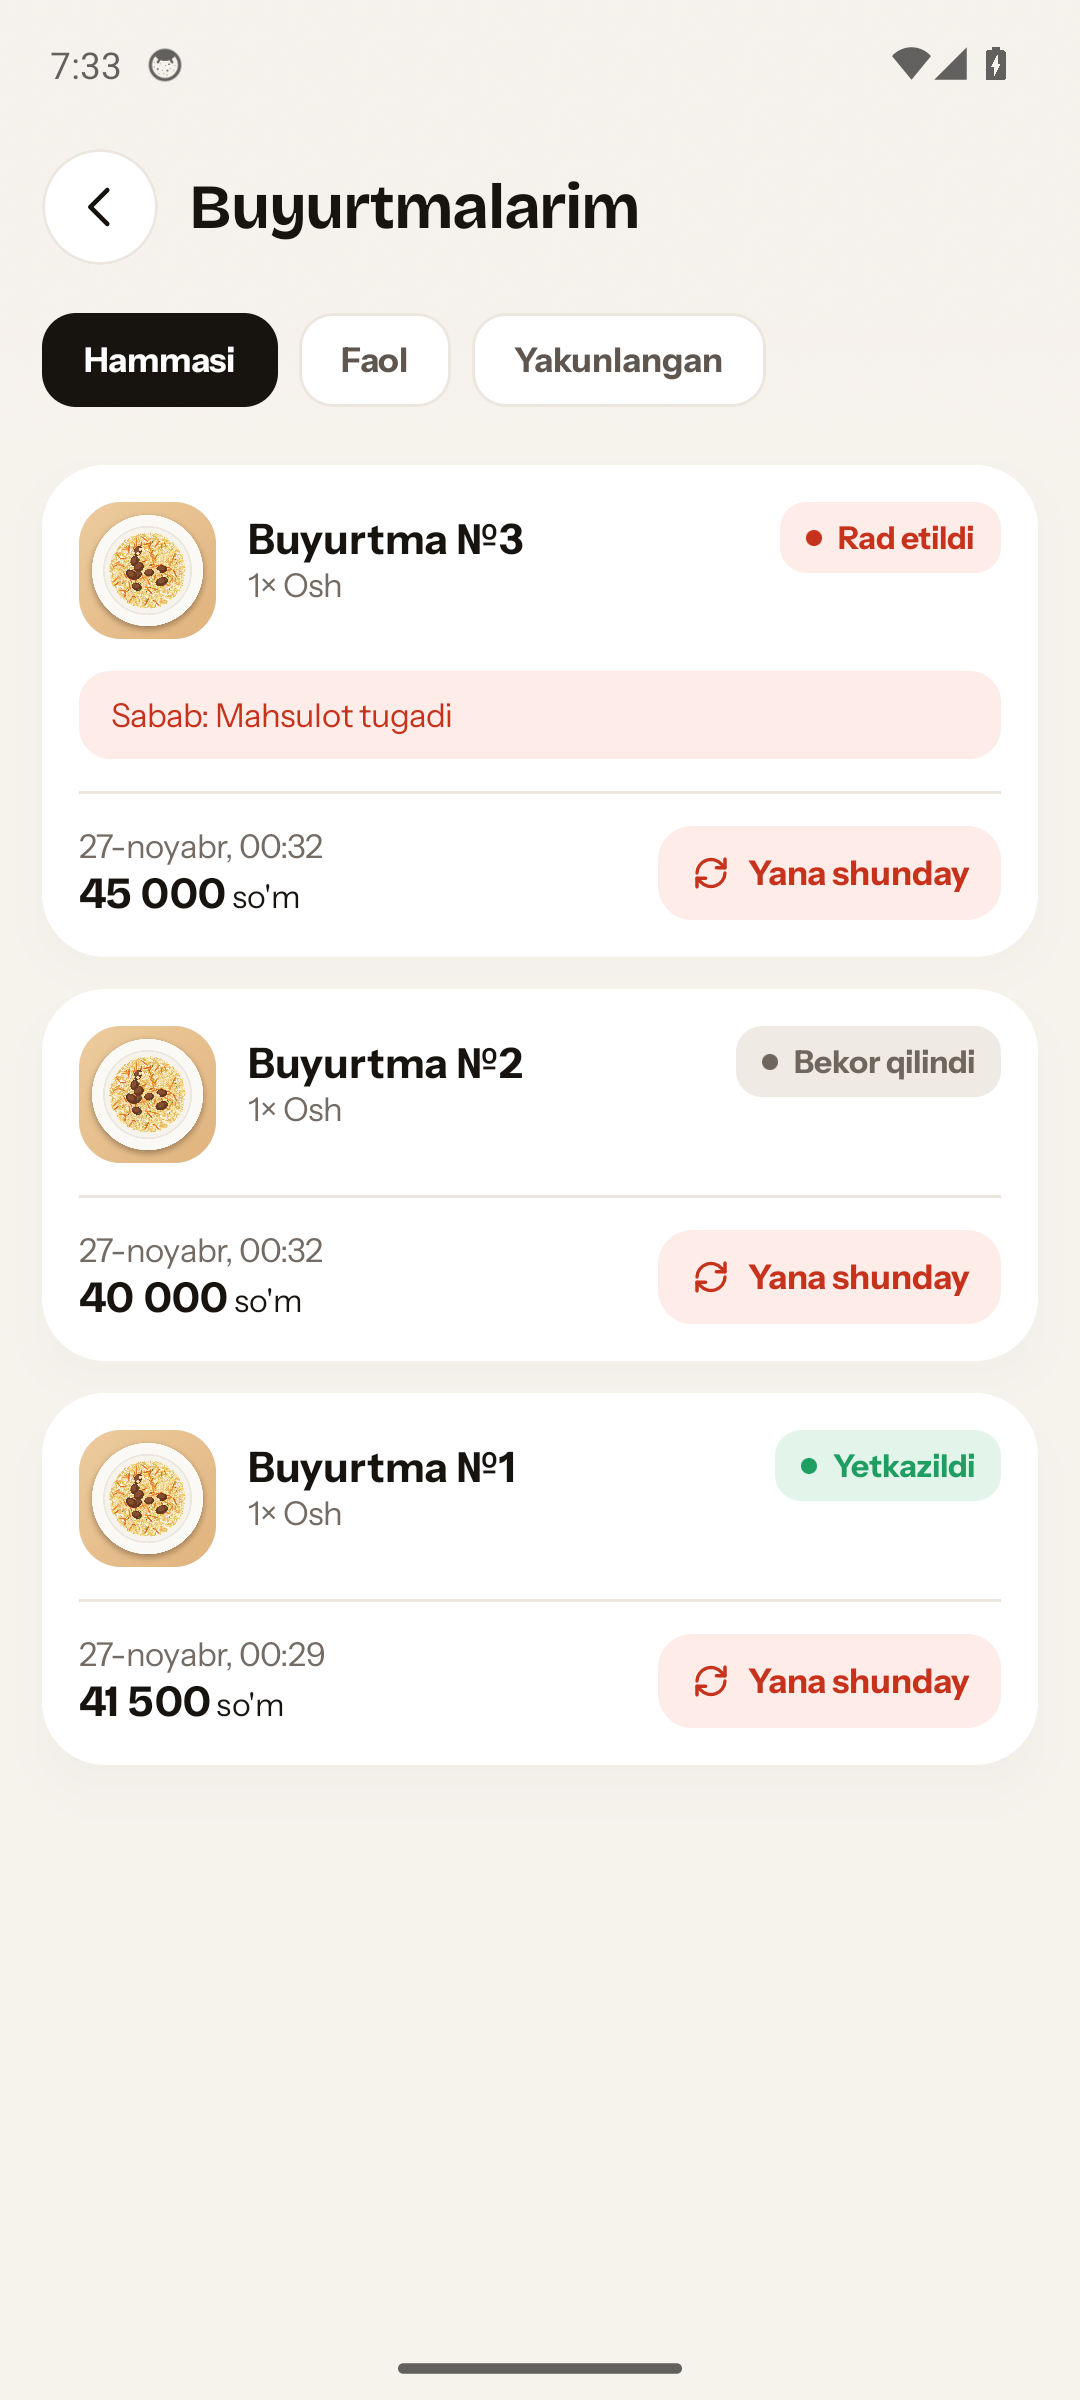 7:33
Buyurtmalarim
Hammasi
Faol
Yakunlangan
Buyurtma №3
Rad etildi
1× Osh
Sabab: Mahsulot tugadi
27-noyabr, 00:32
45 000 so'm
Yana shunday
Buyurtma №2
Bekor qilindi
1× Osh
27-noyabr, 00:32
40 000 so'm
Yana shunday
Buyurtma №1
Yetkazildi
1× Osh
27-noyabr, 00:29
41 500 so'm
Yana shunday